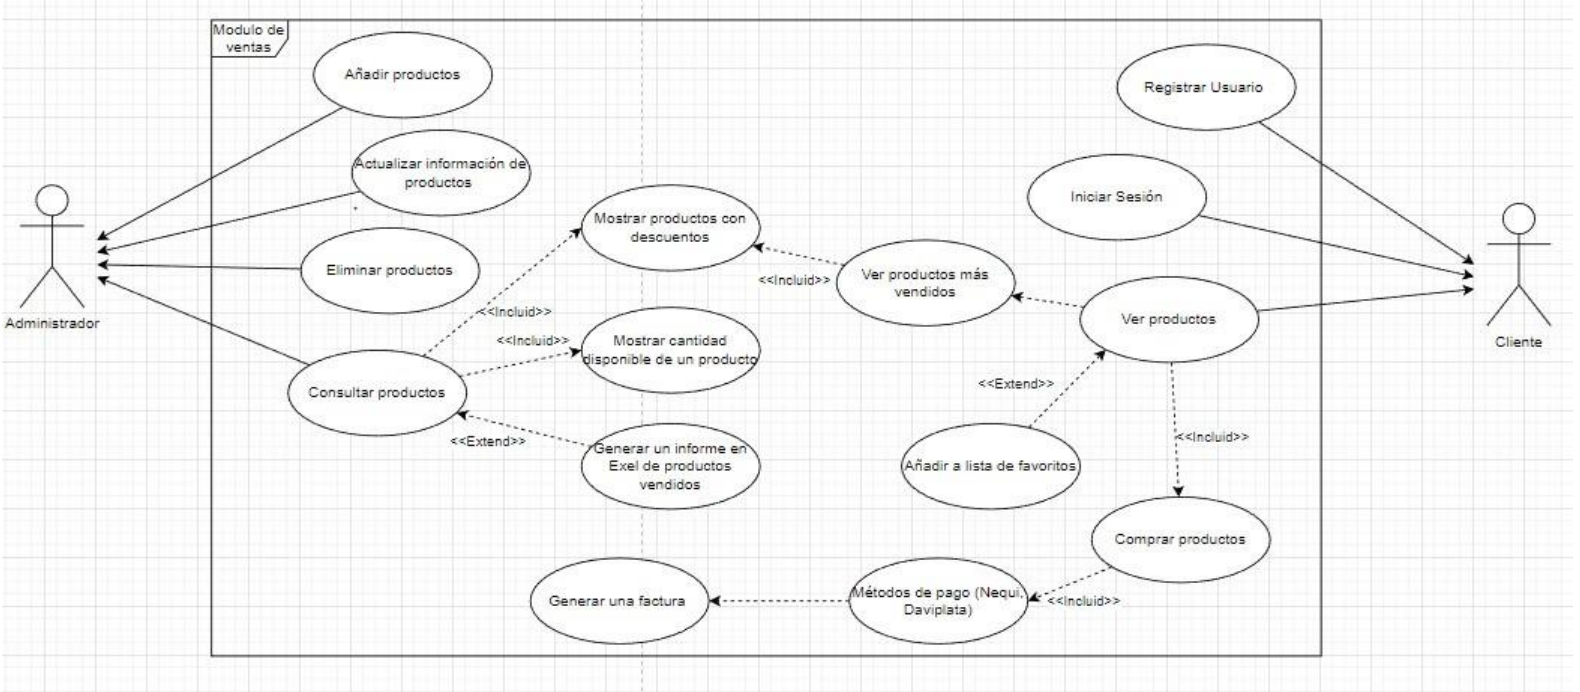 Modulo de
ventas
Añadir productos
Registrar Usuario
Actualizar información de
productos
Iniciar Sesión
Mostrar productos con
descuentos
Eliminar productos
Ver productos más
vendidos
<<Incluid>>
Ver productos
Administrador
<<Incluid>>
<<Incluid>>
Mostrar cantidad
disponible de un producto
Cliente
Consultar productos
<<Extend>>
<<Extend>>
<<Incluid>>
Generar un informe en
Exel de productos
vendidos
Añadir a lista de favoritos
Comprar productos
Generar una factura
Métodos de pago (Nequi,
Daviplata)
<<Incluid>>